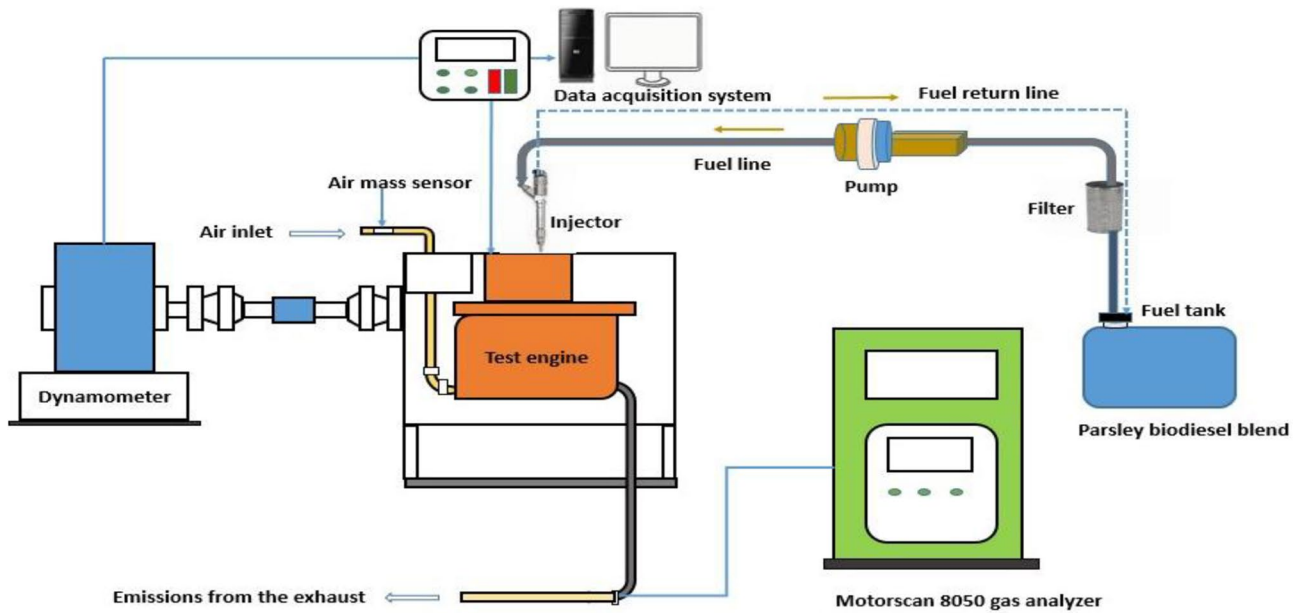 Data acquisition system
Fuel return line
Fuel line
Pump
Air mass sensor
Injector
Filter
Air inlet
Fuel tank
Test engine
Dynamometer
Parsley biodiesel blend
Emissions from the exhaust
Motorscan 8050 gas analyzer